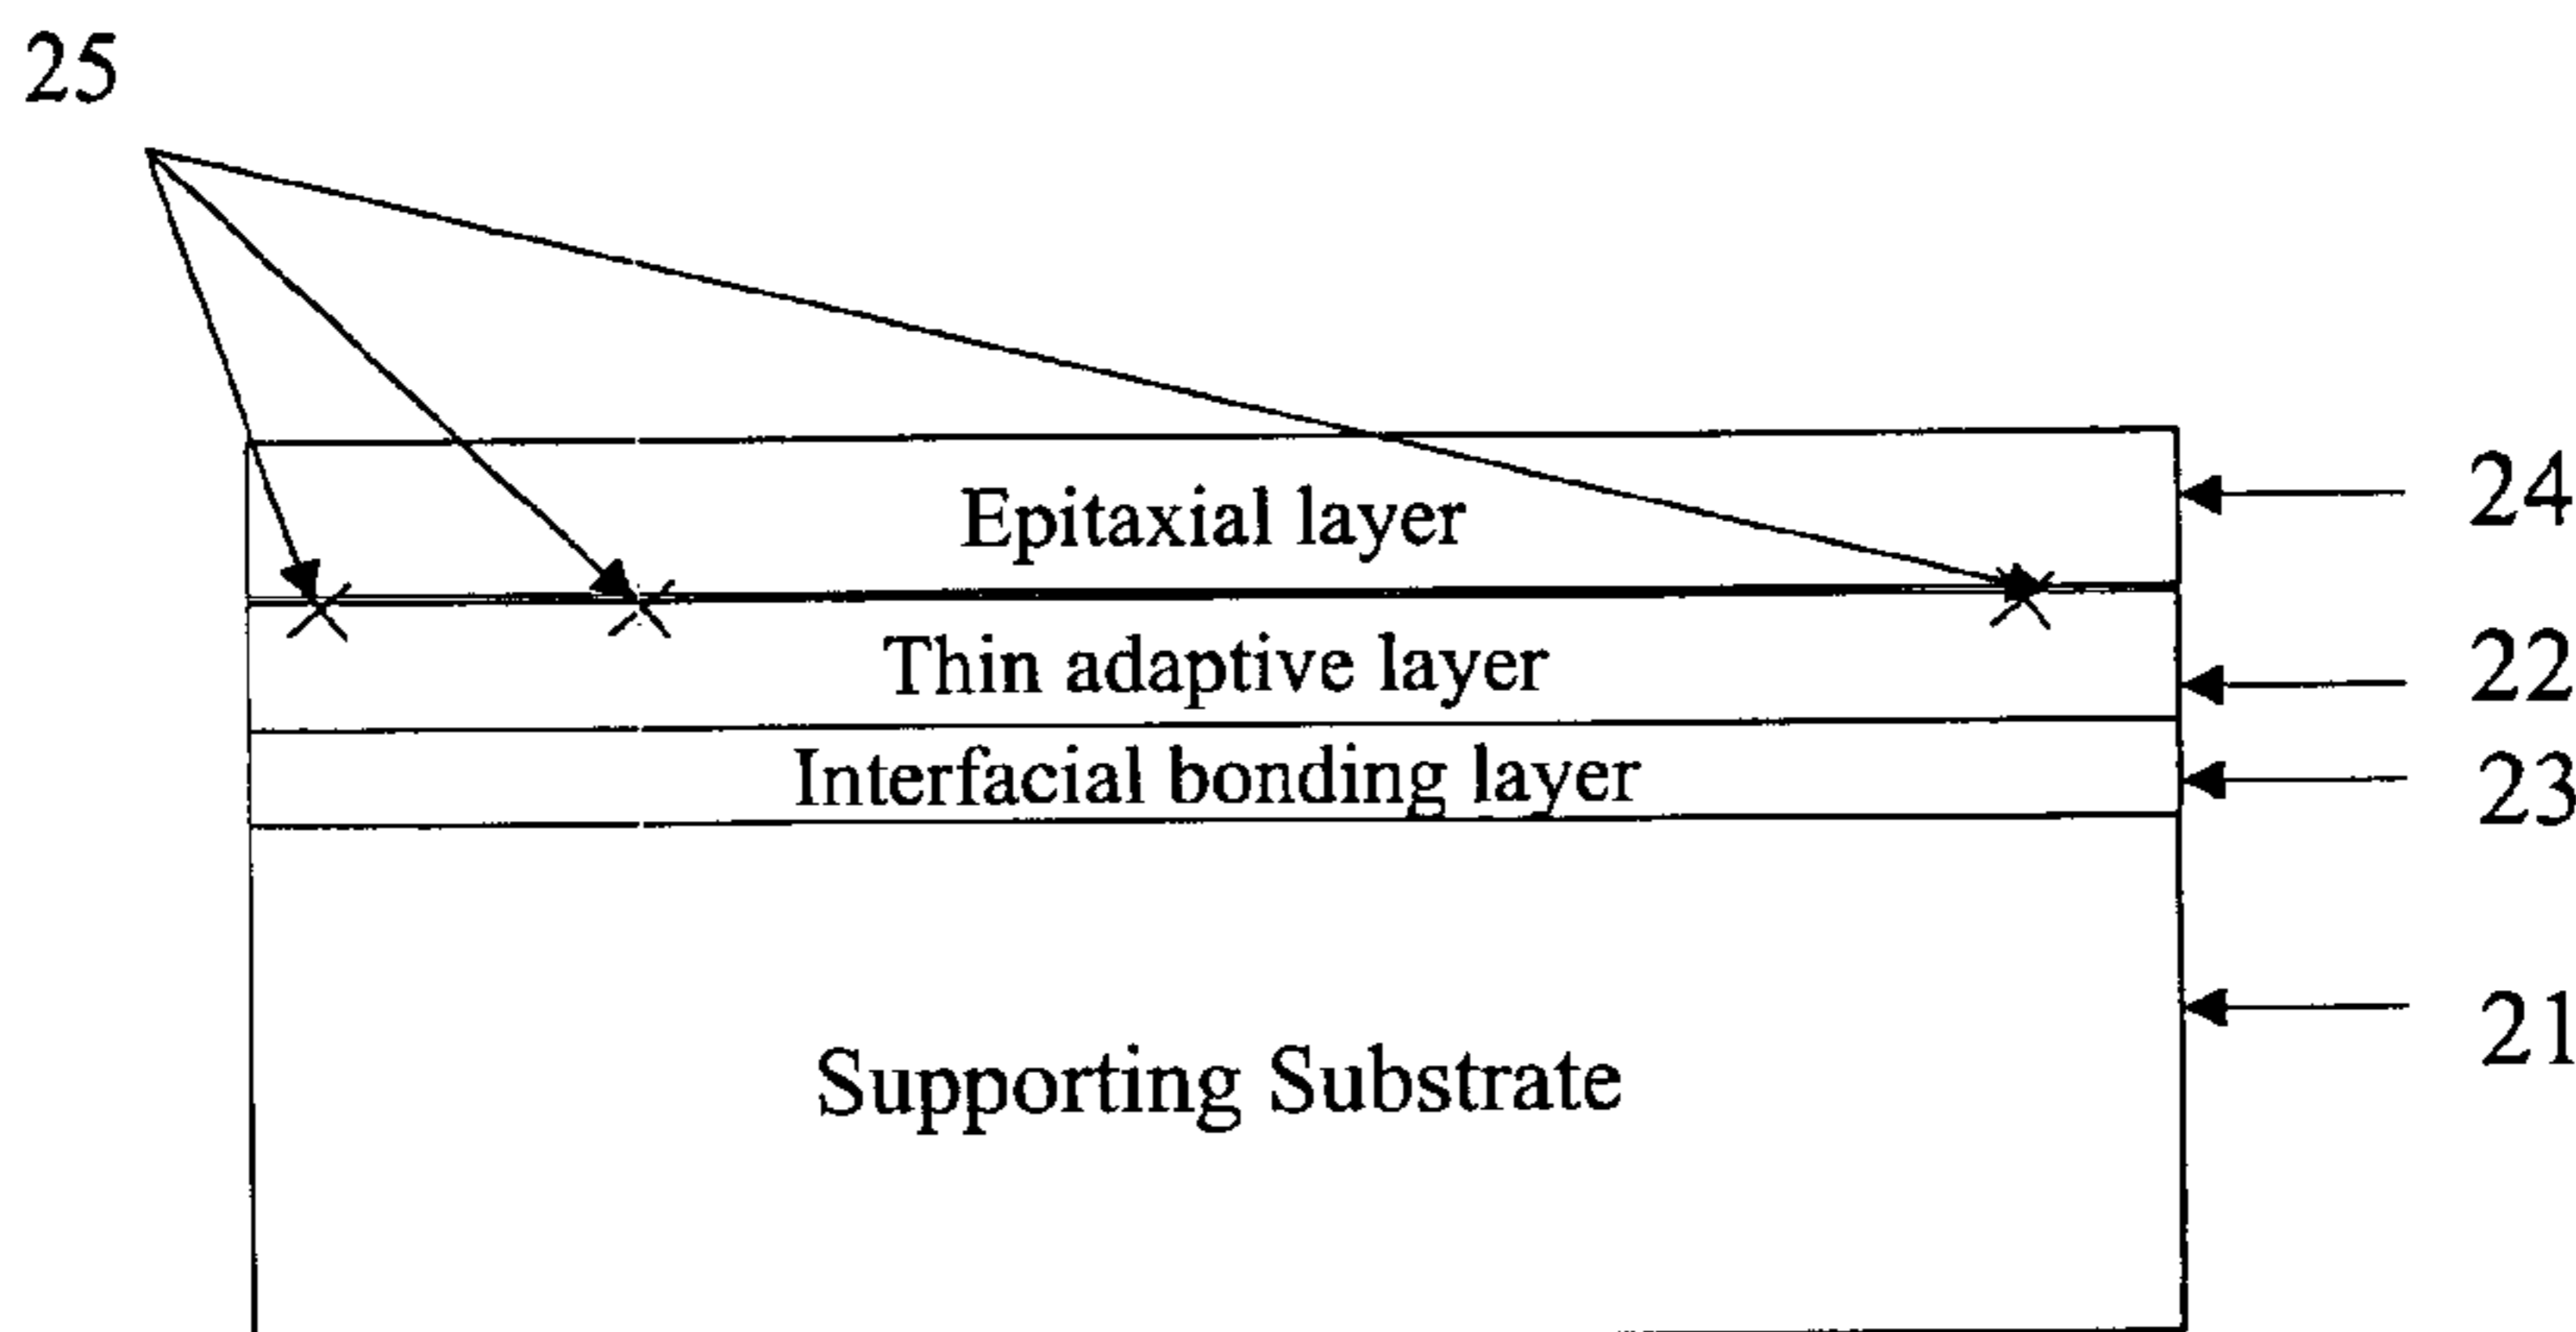 25
Epitaxial layer
24
Thin adaptive layer
22
Interfacial bonding layer
23
21
Supporting Substrate